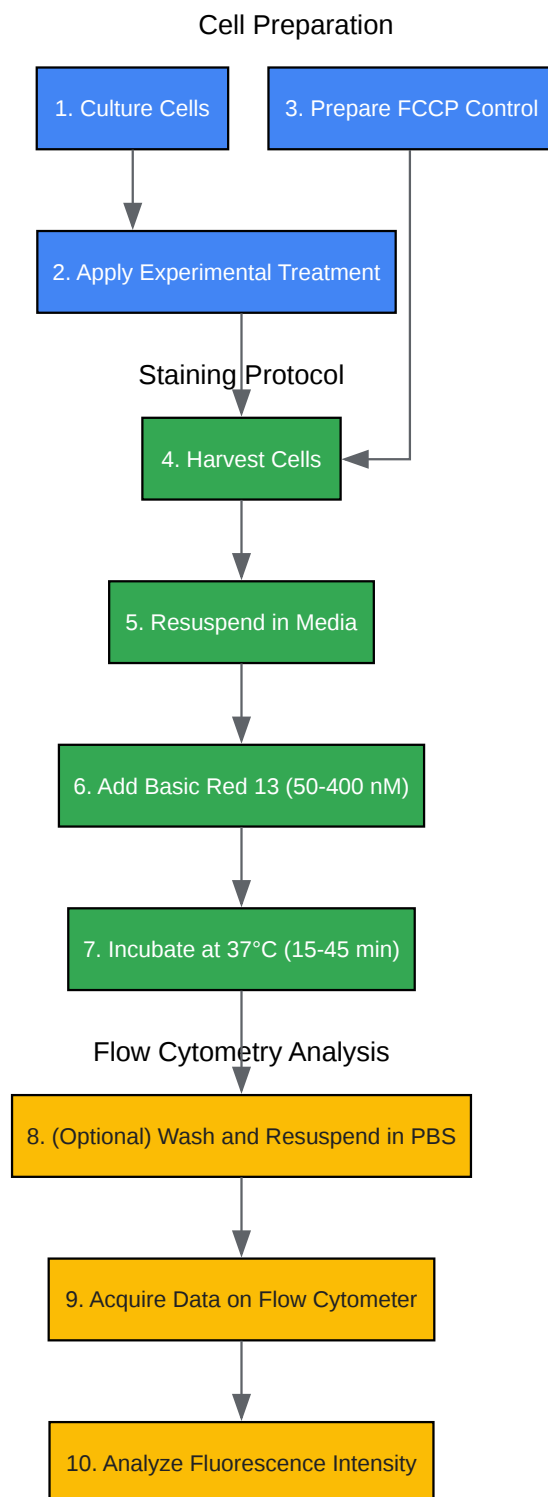 Cell Preparation
1. Culture Cells
3. Prepare FCCP Control
2. Apply Experimental Treatment
Staining Protocol
4. Harvest Cells
5. Resuspend in Media
6. Add Basic Red 13 (50-400 nM)
7. Incubate at 37°C (15-45 min)
Flow Cytometry Analysis
8. (Optional) Wash and Resuspend in PBS
9. Acquire Data on Flow Cytometer
10. Analyze Fluorescence Intensity